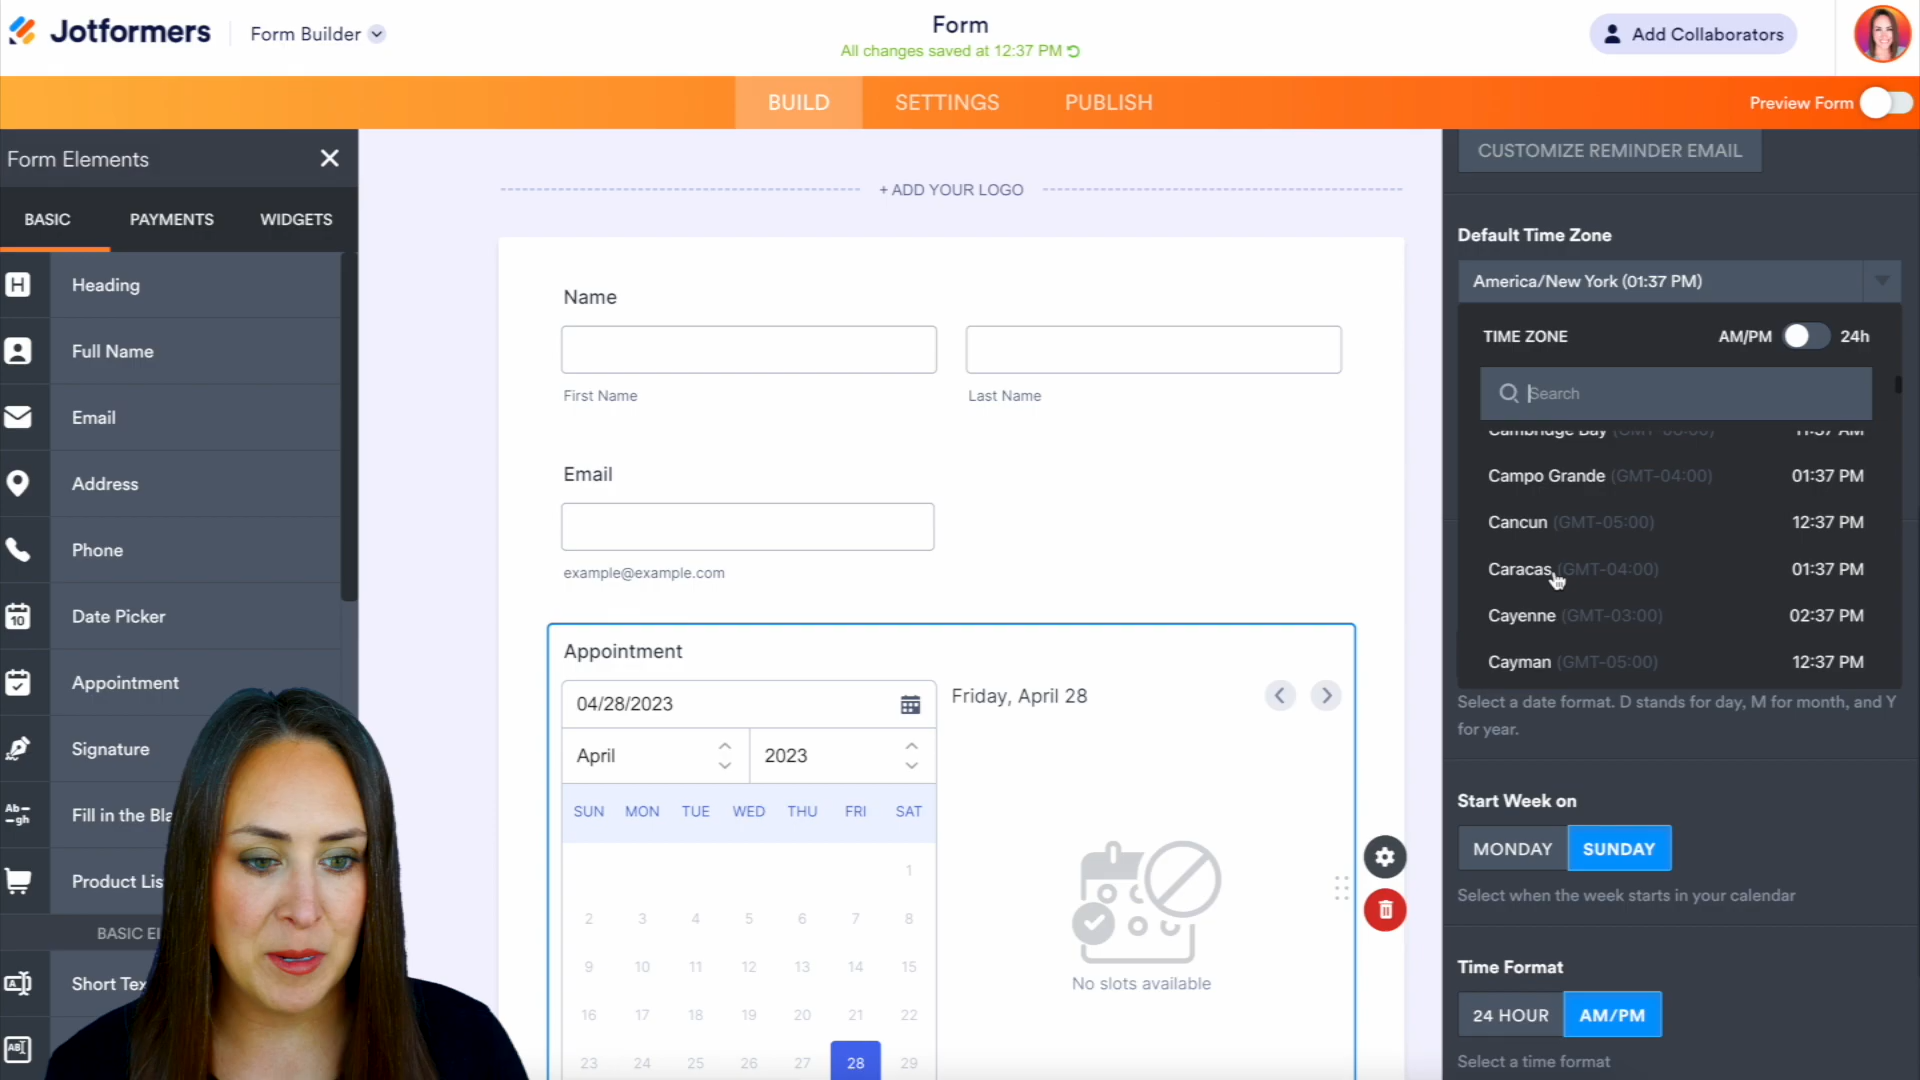 Jotformers
Form Builder
Form
All changes saved at 12:37 PM
Add Collaborators
BUILD
SETTINGS
PUBLISH
Preview Form
Form Elements
BASIC
PAYMENTS
WIDGETS
H
Heading
Full Name
Email
Address
Phone
10
Date Picker
Appointment
Signature
Ab
gh
Fill in the Bla
Product Lis
BASIC EL
Short Tex
+ ADD YOUR LOGO
Name
First Name
Last Name
Email
example@example.com
Appointment
04/28/2023
April
2023
SUN MON TUE WED THU FRI SAT
1
2 3 4 5 6 7 8
9 10 11 12 13 14 15
16 17 18 19 20 21 22
23 24 25 26 27 28 29
Friday, April 28
No slots available
CUSTOMIZE REMINDER EMAIL
Default Time Zone
America/New York (01:37 PM)
TIME ZONE
AM/PM
24h
Search
Cambridge Bay 11:37 AM
Campo Grande (GMT-04:00) 01:37 PM
Cancun (GMT-05:00) 12:37 PM
Caracas (GMT-04:00) 01:37 PM
Cayenne (GMT-03:00) 02:37 PM
Cayman (GMT-05:00) 12:37 PM
Select a date format. D stands for day, M for month, and Y
for year.
Start Week on
MONDAY
SUNDAY
Select when the week starts in your calendar
Time Format
24 HOUR
AM/PM
Select a time format